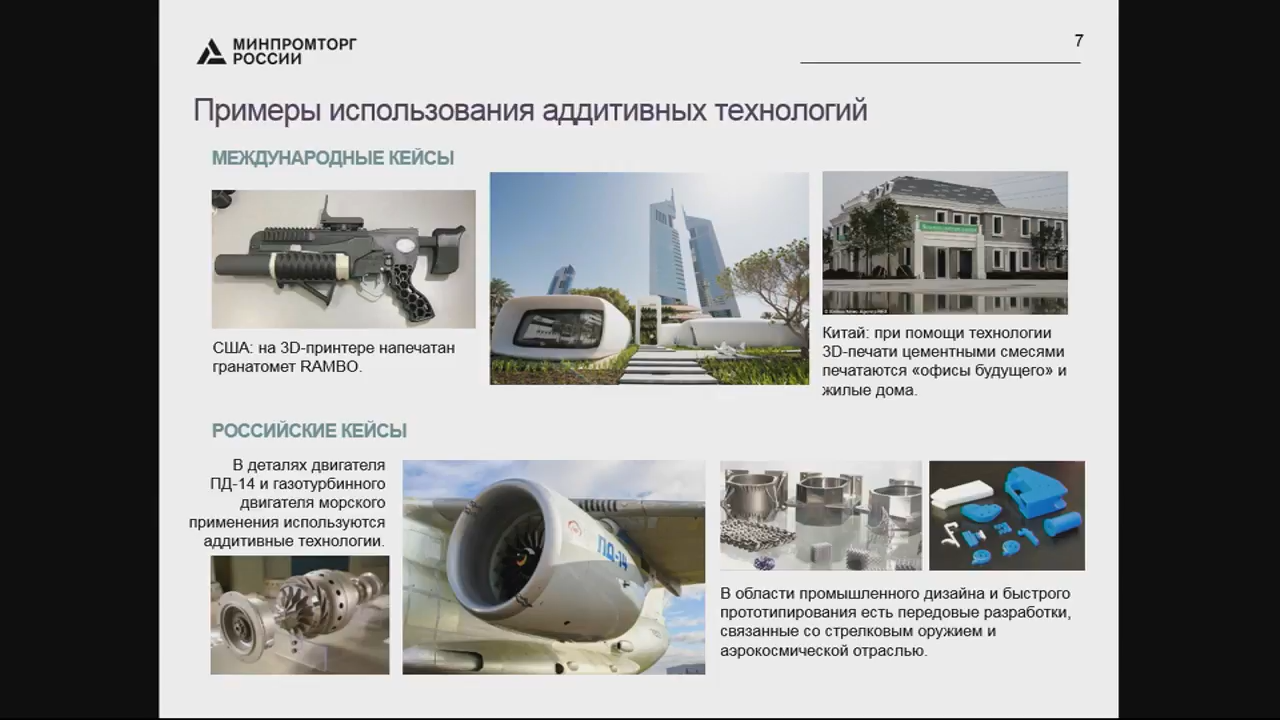 МИНПРОМТОРГ
РОССИИ
7
Примеры использования аддитивных технологий
МЕЖДУНАРОДНЫЕ КЕЙСЫ
США: на 3D-принтере напечатан
гранатомет RAMBO.
Китай: при помощи технологии
3D-печати цементными смесями
печатаются «офисы будущего» и
жилые дома.
РОССИЙСКИЕ КЕЙСЫ
В деталях двигателя
ПД-14 и газотурбинного
двигателя морского
применения используются
аддитивные технологии.
ПД-14
В области промышленного дизайна и быстрого
прототипирования есть передовые разработки,
связанные со стрелковым оружием и
аэрокосмической отраслью.